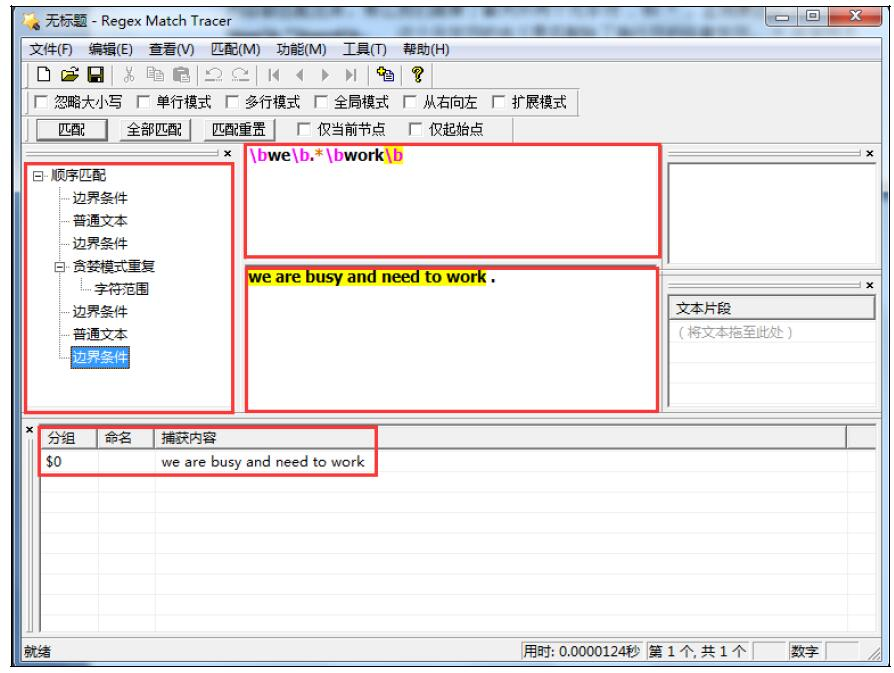 无标题 - Regex Match Tracer
文件(F) 编辑(E) 查看(V) 匹配(M) 功能(M) 工具(T) 帮助(H)
忽略大小写 单行模式 多行模式 全局模式 从右向左 扩展模式
匹配 全部匹配 匹配重置 仅当前节点 仅起始点
顺序匹配
边界条件
普通文本
边界条件
贪婪模式重复
字符范围
边界条件
普通文本
边界条件
\bwe\b.*\bwork\b
we are busy and need to work .
文本片段
(将文本拖至此处)
分组 命名 捕获内容
$0 we are busy and need to work
就绪 用时: 0.0000124秒 第 1 个, 共 1 个 数字